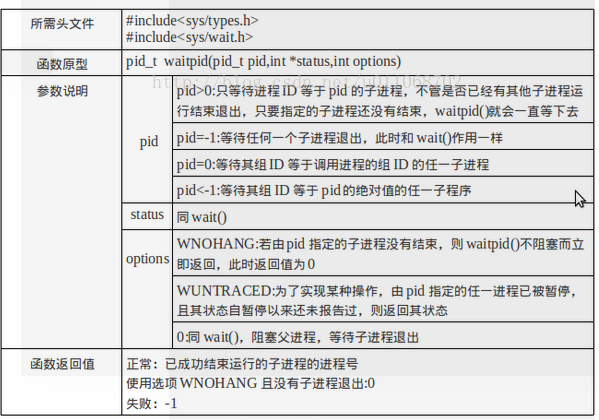 所需头文件
#include<sys/types.h>
#include<sys/wait.h>
函数原型
pid_t waitpid(pid_t pid,int *status,int options)
参数说明
pid
pid>0:只等待进程 ID 等于 pid 的子进程，不管是否已经有其他子进程运
行结束退出，只要指定的子进程还没有结束，waitpid()就会一直等下去
pid=-1:等待任何一个子进程退出，此时和 wait()作用一样
pid=0:等待其组 ID 等于调用进程的组 ID 的任一子进程
pid<-1:等待其组 ID 等于 pid 的绝对值的任一子程序
status
同 wait()
options
WNOHANG:若由 pid 指定的子进程没有结束，则 waitpid()不阻塞而立
即返回，此时返回值为 0
WUNTRACED:为了实现某种操作，由 pid 指定的任一进程已被暂停，
且其状态自暂停以来还未报告过，则返回其状态
0:同 wait()，阻塞父进程，等待子进程退出
函数返回值
正常：已成功结束运行的子进程的进程号
使用选项 WNOHANG 且没有子进程退出:0
失败：-1